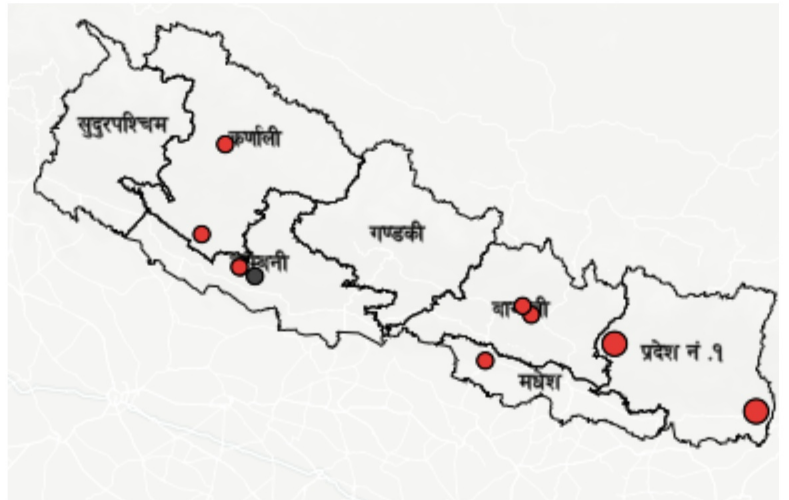 सुदुरपश्चिम
कर्णाली
गण्डकी
प्रदेश नं .१
मधेश